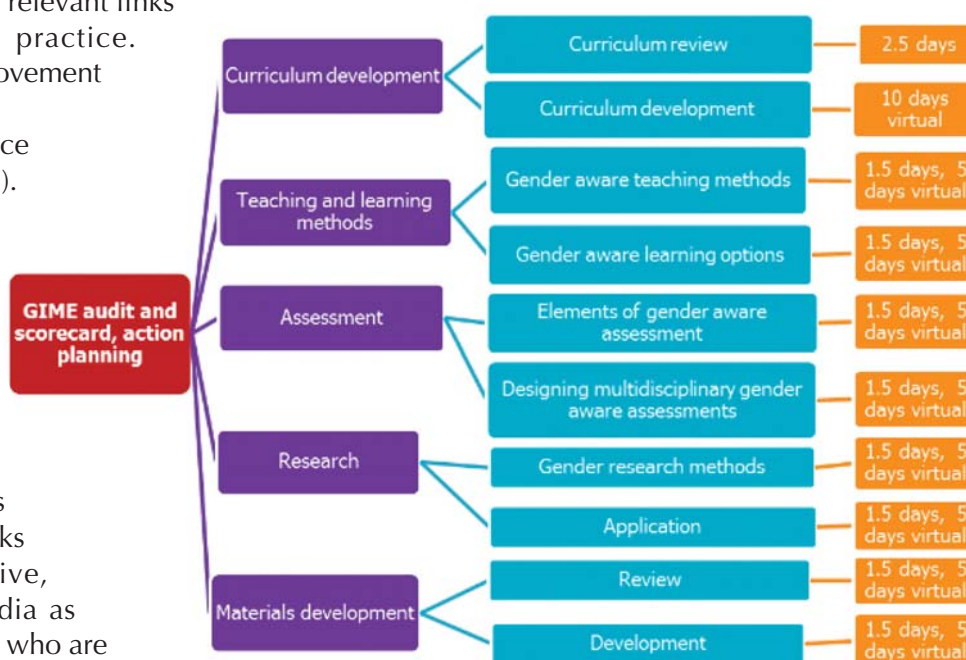 relevant links
practice.
ovement
ce
).
s
ks
ive,
dia as
who are
GIME audit and
scorecard, action
planning
Curriculum development
Curriculum review
2.5 days
Curriculum development
10 days
virtual
Teaching and learning
methods
Gender aware teaching methods
1.5 days, 5
days virtual
Gender aware learning options
1.5 days, 5
days virtual
Assessment
Elements of gender aware
assessment
1.5 days, 5
days virtual
Designing multidisciplinary gender
aware assessments
1.5 days, 5
days virtual
Research
Gender research methods
1.5 days, 5
days virtual
Application
1.5 days, 5
days virtual
Materials development
Review
1.5 days, 5
days virtual
Development
1.5 days, 5
days virtual